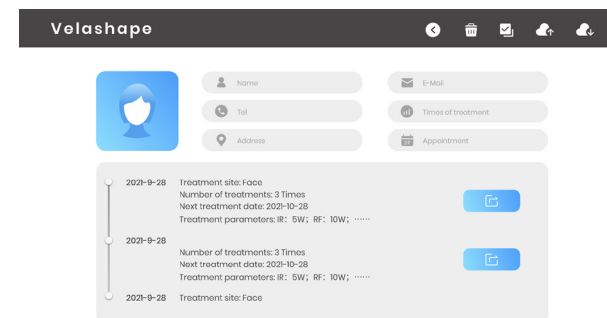 Velashape
Name
E-Mail
Tel
Times of treatment
Address
Appointment
2021-9-28 Treatment site: Face
Number of treatments: 3 Times
Next treatment date: 2021-10-28
Treatment parameters: IR: 5W; RF: 10W; ······
2021-9-28
Number of treatments: 3 Times
Next treatment date: 2021-10-28
Treatment parameters: IR: 5W; RF: 10W; ······
2021-9-28 Treatment site: Face